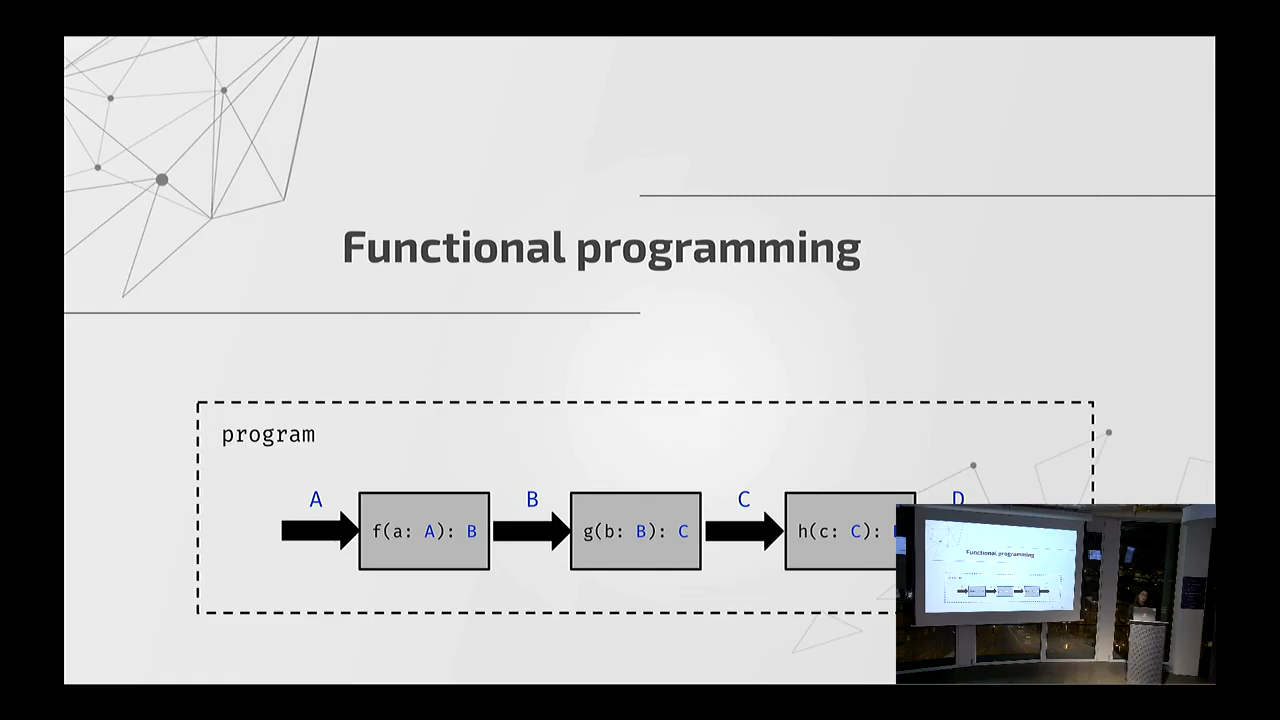 Functional programming
program
A
B
C
D
f(a: A): B
g(b: B): C
h(c: C):
Functional programming